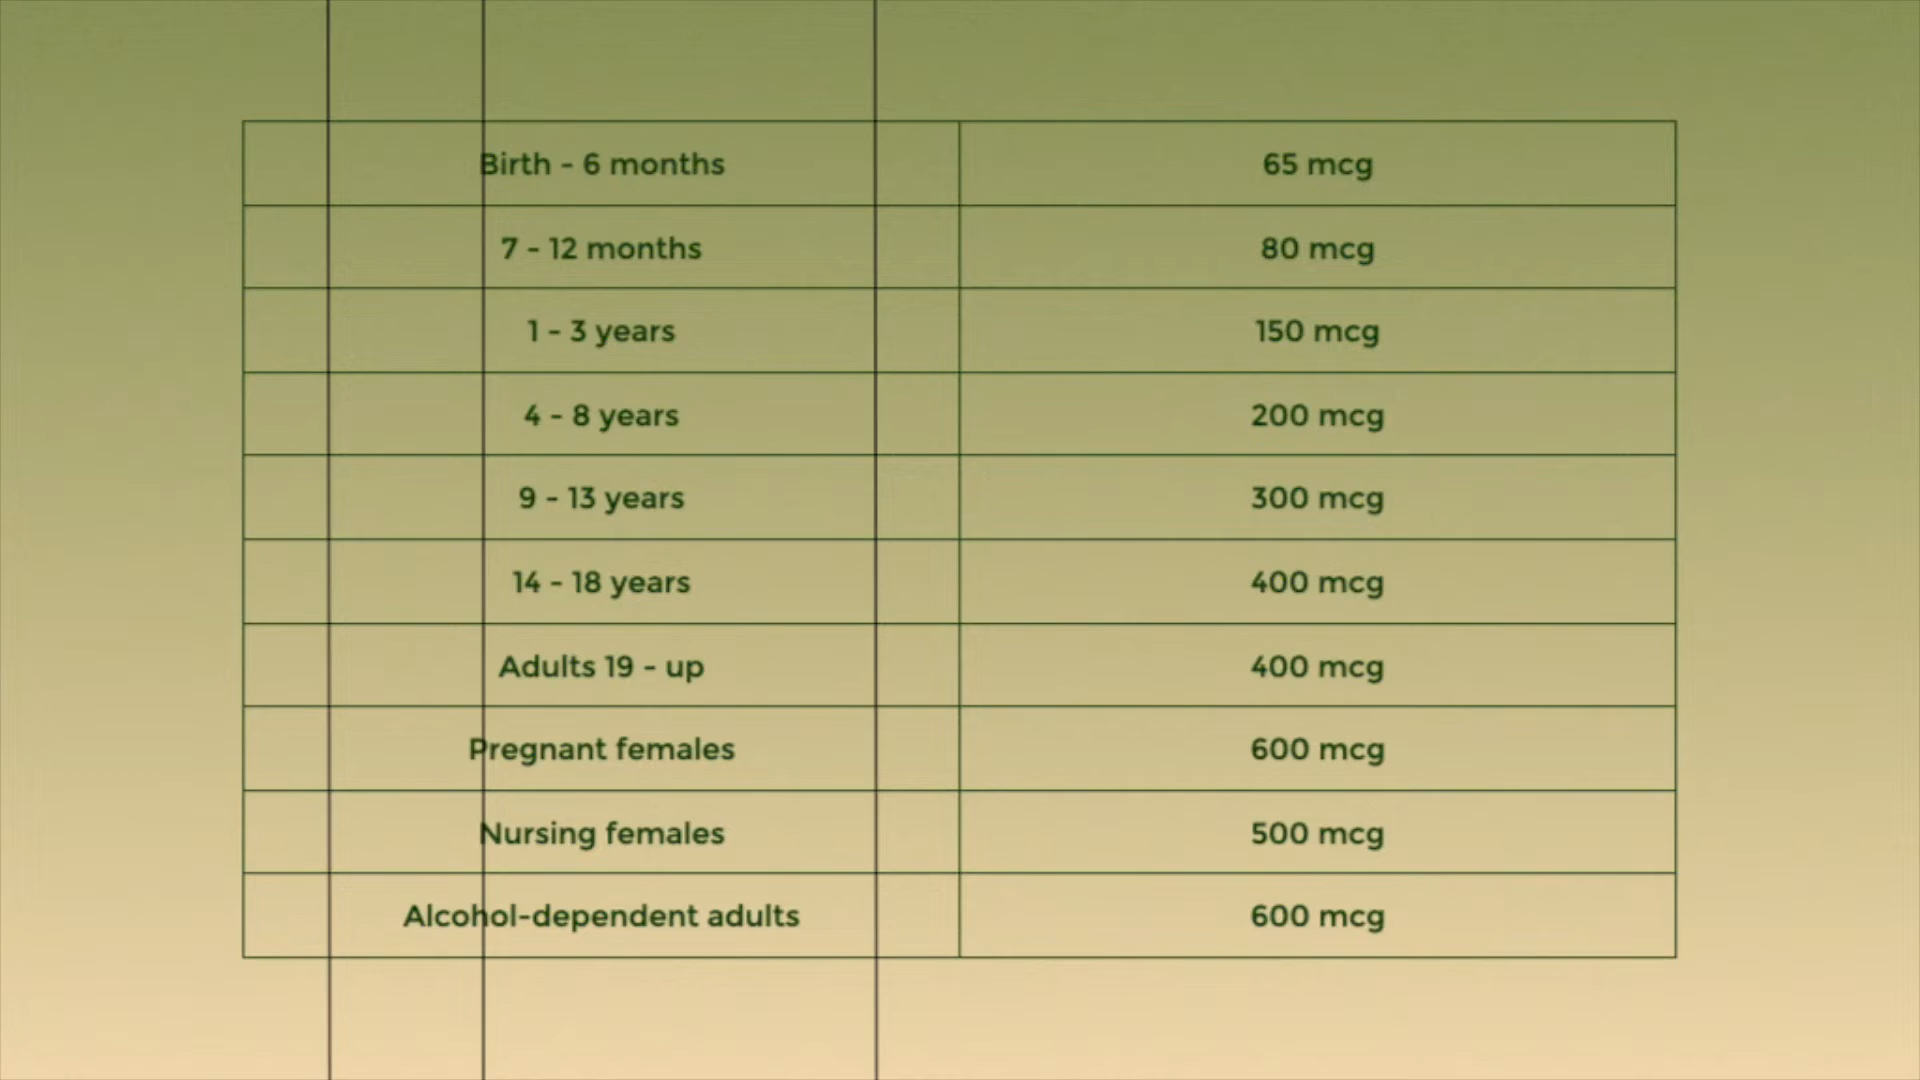 Birth - 6 months 65 mcg
7 - 12 months 80 mcg
1 - 3 years 150 mcg
4 - 8 years 200 mcg
9 - 13 years 300 mcg
14 - 18 years 400 mcg
Adults 19 - up 400 mcg
Pregnant females 600 mcg
Nursing females 500 mcg
Alcohol-dependent adults 600 mcg